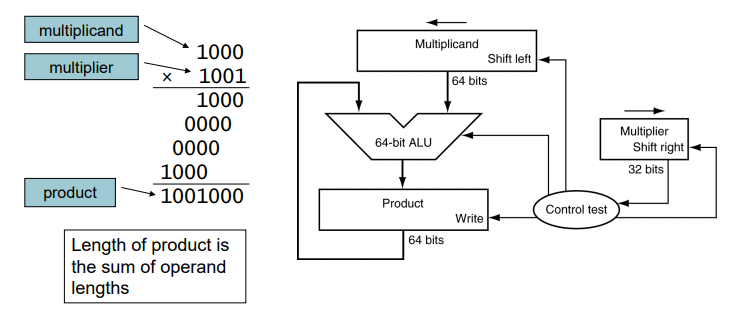 multiplicand
1000
multiplier
× 1001
1000
0000
0000
1000
product
1001000
Length of product is
the sum of operand
lengths
Multiplicand
Shift left
64 bits
64-bit ALU
Multiplier
Shift right
32 bits
Product
Write
Control test
64 bits